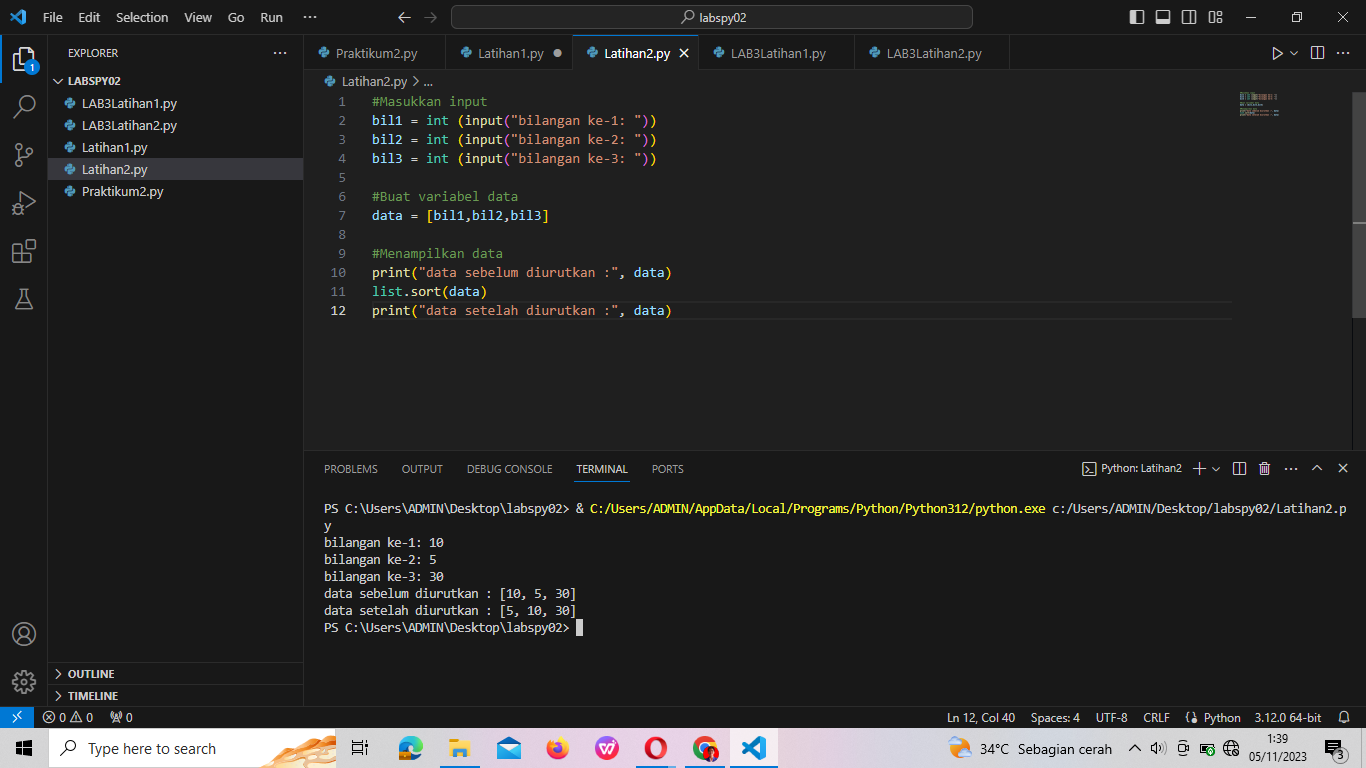 File Edit Selection View Go Run ··· labspy02
EXPLORER ···
Praktikum2.py Latihan1.py Latihan2.py LAB3Latihan1.py LAB3Latihan2.py
1
LABSPY02
LAB3Latihan1.py
LAB3Latihan2.py
Latihan1.py
Latihan2.py
Praktikum2.py
Latihan2.py > ...
1 #Masukkan input
2 bil1 = int (input("bilangan ke-1: "))
3 bil2 = int (input("bilangan ke-2: "))
4 bil3 = int (input("bilangan ke-3: "))
5
6 #Buat variabel data
7 data = [bil1,bil2,bil3]
8
9 #Menampilkan data
10 print("data sebelum diurutkan :", data)
11 list.sort(data)
12 print("data setelah diurutkan :", data)
PROBLEMS OUTPUT DEBUG CONSOLE TERMINAL PORTS Python: Latihan2
PS C:\Users\ADMIN\Desktop\labspy02> & C:/Users/ADMIN/AppData/Local/Programs/Python/Python312/python.exe c:/Users/ADMIN/Desktop/labspy02/Latihan2.p
y
bilangan ke-1: 10
bilangan ke-2: 5
bilangan ke-3: 30
data sebelum diurutkan : [10, 5, 30]
data setelah diurutkan : [5, 10, 30]
PS C:\Users\ADMIN\Desktop\labspy02>
OUTLINE
TIMELINE
0 0 0 Ln 12, Col 40 Spaces: 4 UTF-8 CRLF Python 3.12.0 64-bit
Type here to search 34°C Sebagian cerah 1:39
05/11/2023 3